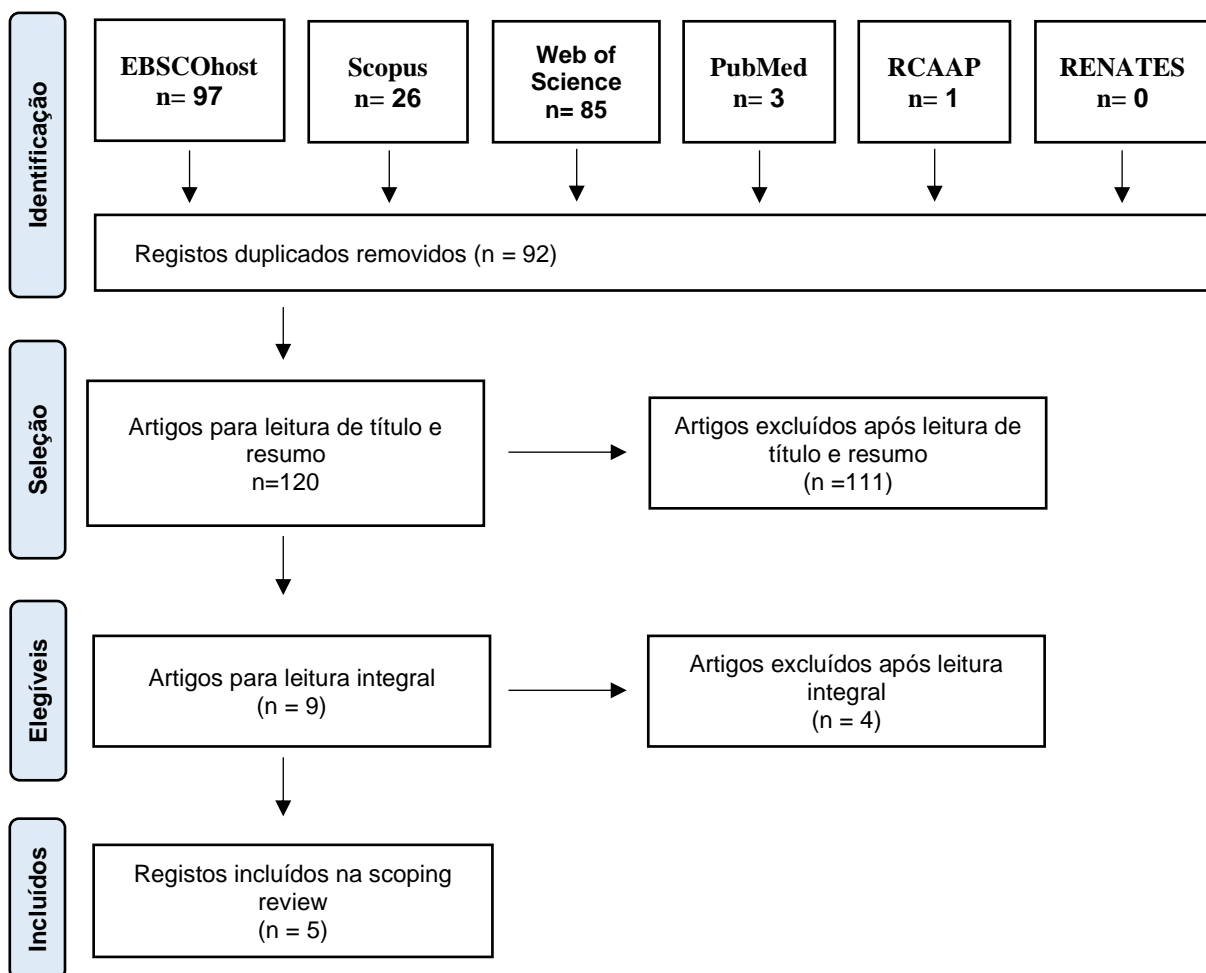 Identificação
EBSCOhost
n= 97
Scopus
n= 26
Web of
Science
n= 85
PubMed
n= 3
RCAAP
n= 1
RENATES
n= 0
Registos duplicados removidos (n = 92)
Seleção
Artigos para leitura de título e
resumo
n=120
Artigos excluídos após leitura de
título e resumo
(n =111)
Elegíveis
Artigos para leitura integral
(n = 9)
Artigos excluídos após leitura
integral
(n = 4)
Incluídos
Registos incluídos na scoping
review
(n = 5)